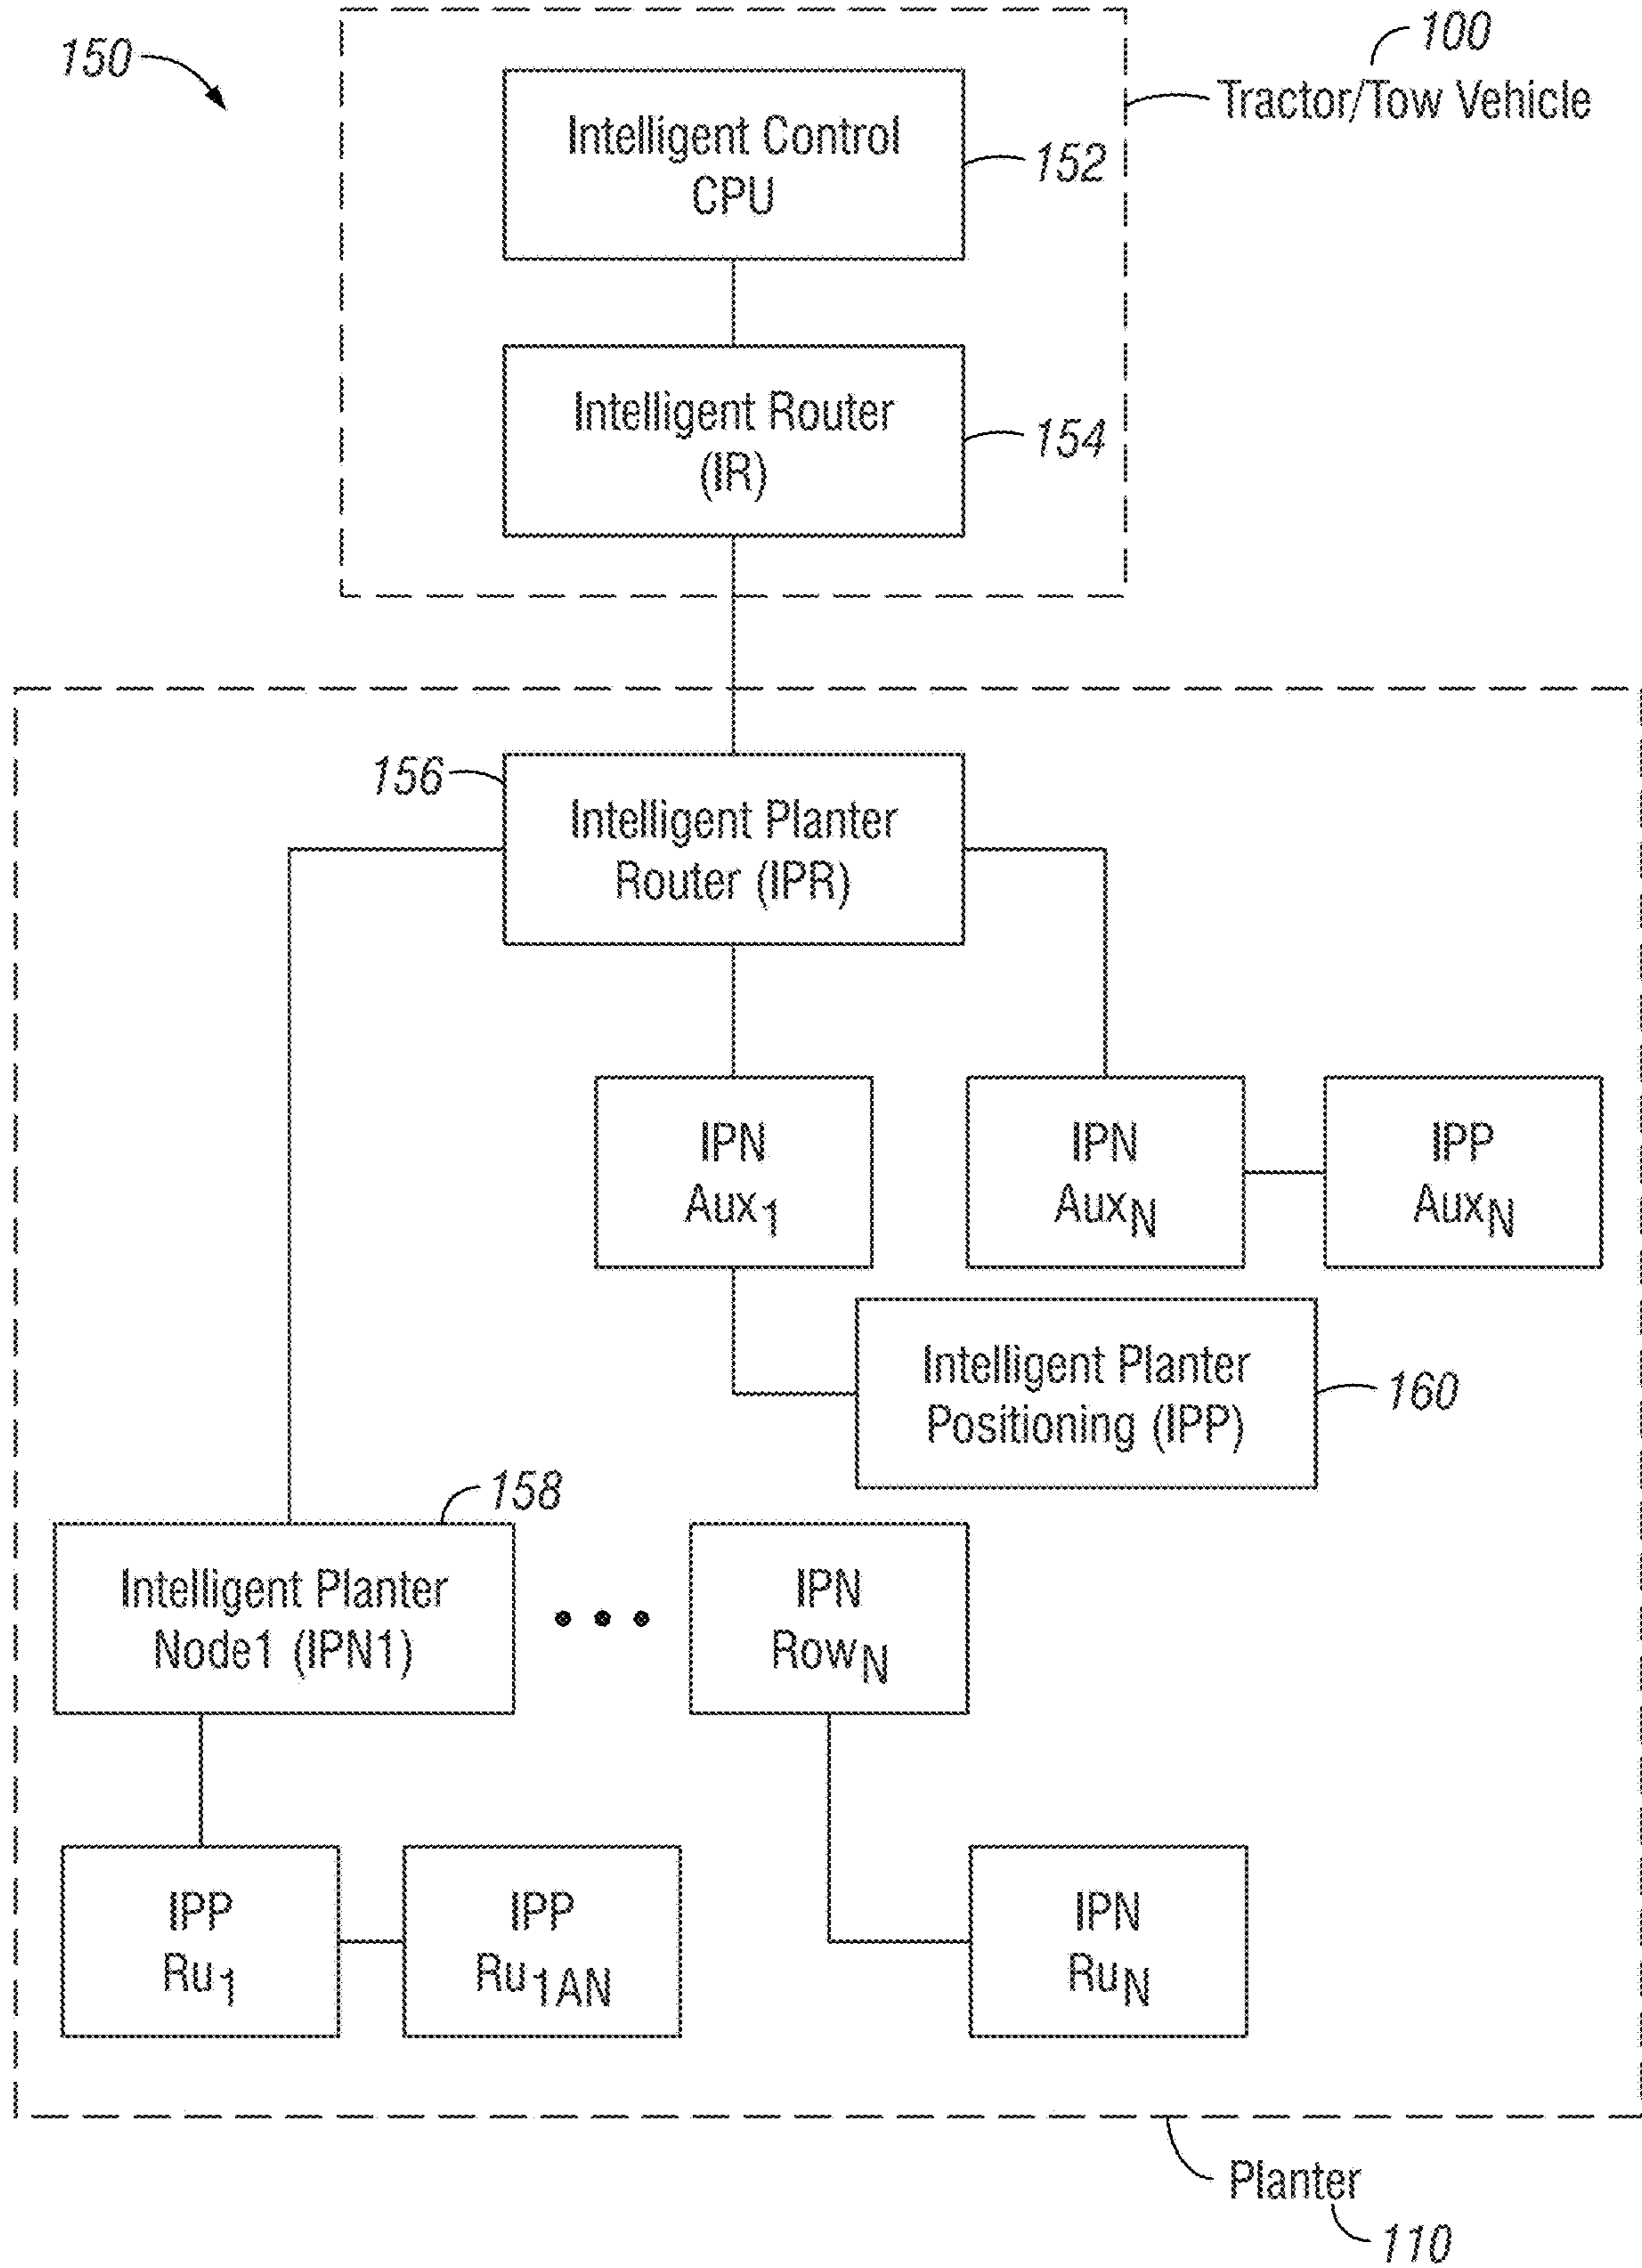 150
100
Tractor/Tow Vehicle
Intelligent Control
CPU
152
Intelligent Router
(IR)
154
156
Intelligent Planter
Router (IPR)
IPN
Aux1
IPN
AuxN
IPP
AuxN
Intelligent Planter
Positioning (IPP)
160
158
Intelligent Planter
Node1 (IPN1)
IPN
RowN
IPP
Ru1
IPP
Ru1AN
IPN
RuN
Planter
110